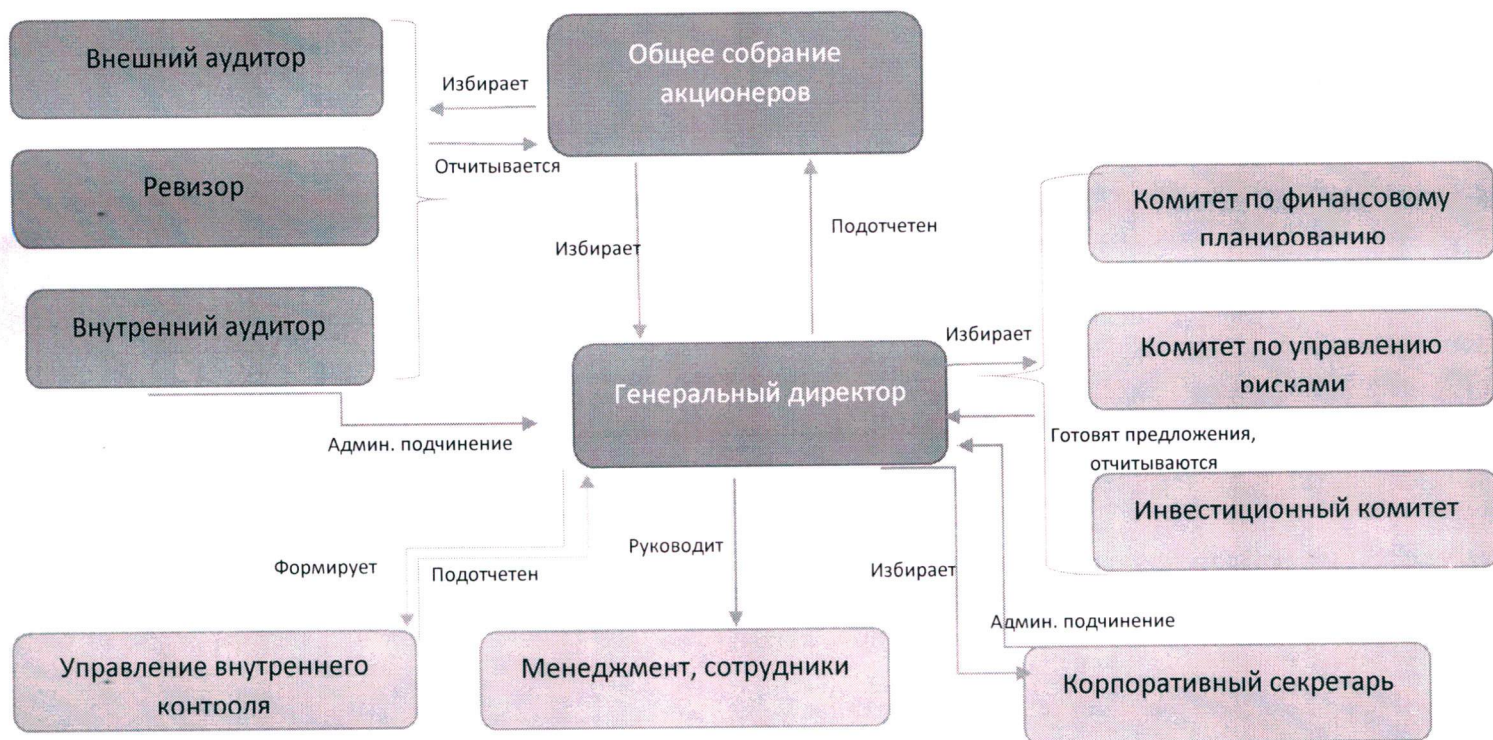 Внешний аудитор
Общее собрание
акционеров
Избирает
Отчитывается
Ревизор
Комитет по финансовому
планированию
Избирает
Подотчетен
Внутренний аудитор
Избирает
Комитет по управлению
рисками
Генеральный директор
Админ. подчинение
Готовят предложения,
отчитываются
Инвестиционный комитет
Формирует
Подотчетен
Руководит
Избирает
Админ. подчинение
Управление внутреннего
контроля
Менеджмент, сотрудники
Корпоративный секретарь